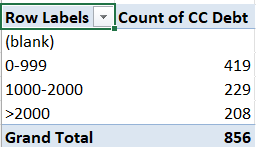 Row Labels Count of CC Debt
(blank)
0-999 419
1000-2000 229
>2000 208
Grand Total 856